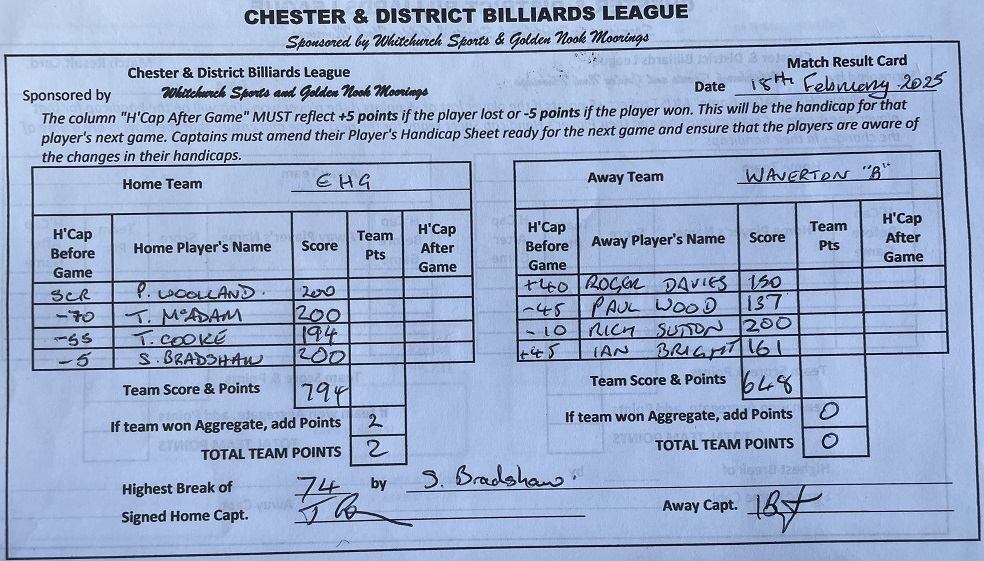 CHESTER & DISTRICT BILLIARDS LEAGUE
Sponsored by Whitchurch Sports & Golden Nook Moorings
Chester & District Billiards League
Match Result Card
Sponsored by Whitchurch Sports and Golden Nook Moorings
Date 18TH February 2025
The column "H'Cap After Game" MUST reflect +5 points if the player lost or -5 points if the player won. This will be the handicap for that
player's next game. Captains must amend their Player's Handicap Sheet ready for the next game and ensure that the players are aware of
the changes in their handicaps.
Home Team EHG
H'Cap Before Game Home Player's Name Score Team Pts H'Cap After Game
SCR P. WOOLLAND. 200
-70 T. McADAM 200
-55 T. COOKE 194
-5 S. BRADSHAW 200
Team Score & Points 794
If team won Aggregate, add Points 2
TOTAL TEAM POINTS 2
Away Team WAVERTON "B"
H'Cap Before Game Away Player's Name Score Team Pts H'Cap After Game
+40 ROGER DAVIES 150
-45 PAUL WOOD 137
-10 RICH SUTTON 200
+45 IAN BRIGHT 161
Team Score & Points 648
If team won Aggregate, add Points 0
TOTAL TEAM POINTS 0
Highest Break of 74 by S. Bradshaw.
Signed Home Capt.
Away Capt.